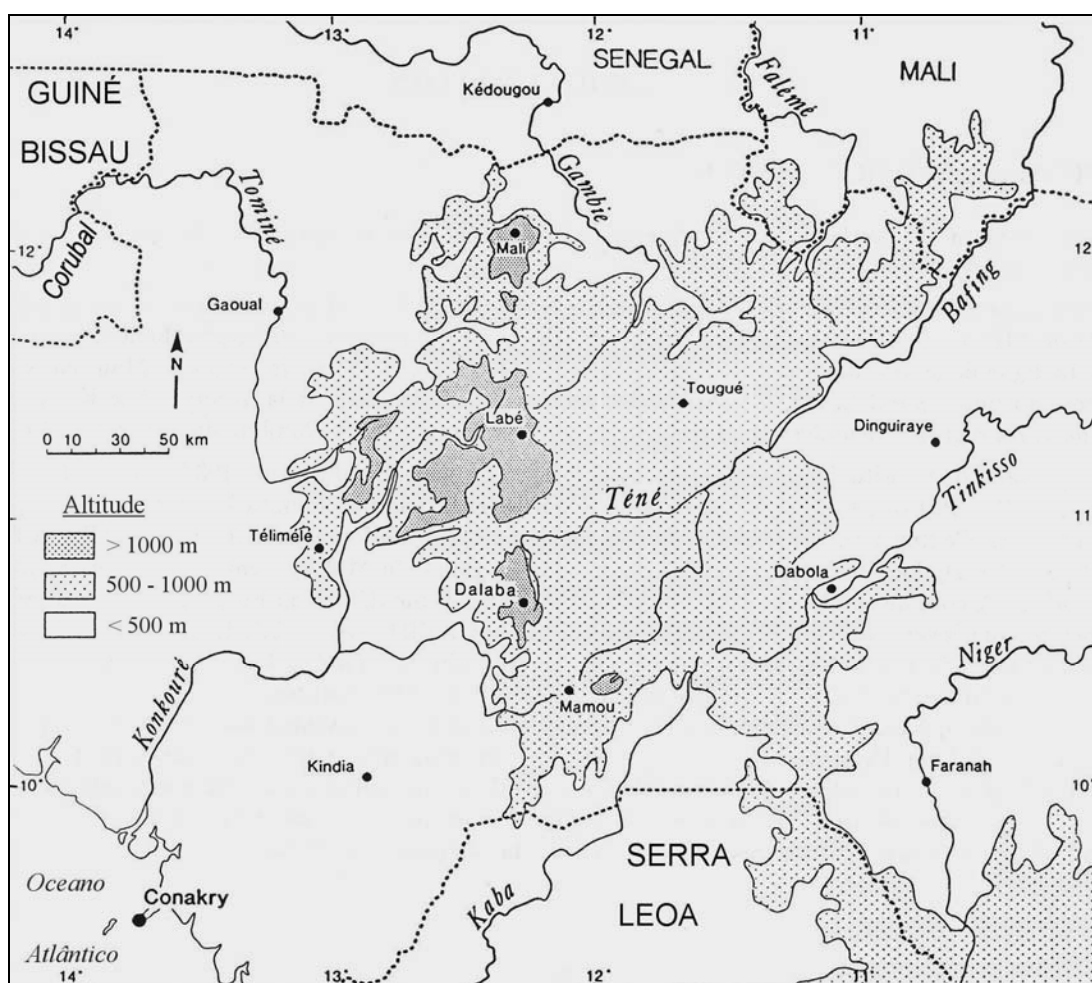 14°
13°
12°
11°
SENEGAL
MALI
GUINÉ
BISSAU
Kédougou
Falémé
Tominé
Gambie
12°
Mali
12
Corubal
Gaoual
Bafing
N
Tougué
Labé
Dinguiraye
0 10 30 50 km
Tinkisso
Téné
Altitude
11
Télimélé
> 1000 m
Dabola
500 - 1000 m
Dalaba
< 500 m
Niger
Konkouré
Mamou
10°
Kindia
Faranah
10°
SERRA
LEOA
Oceano
Kaba
Conakry
Atlântico
14°
13°
12°
11°